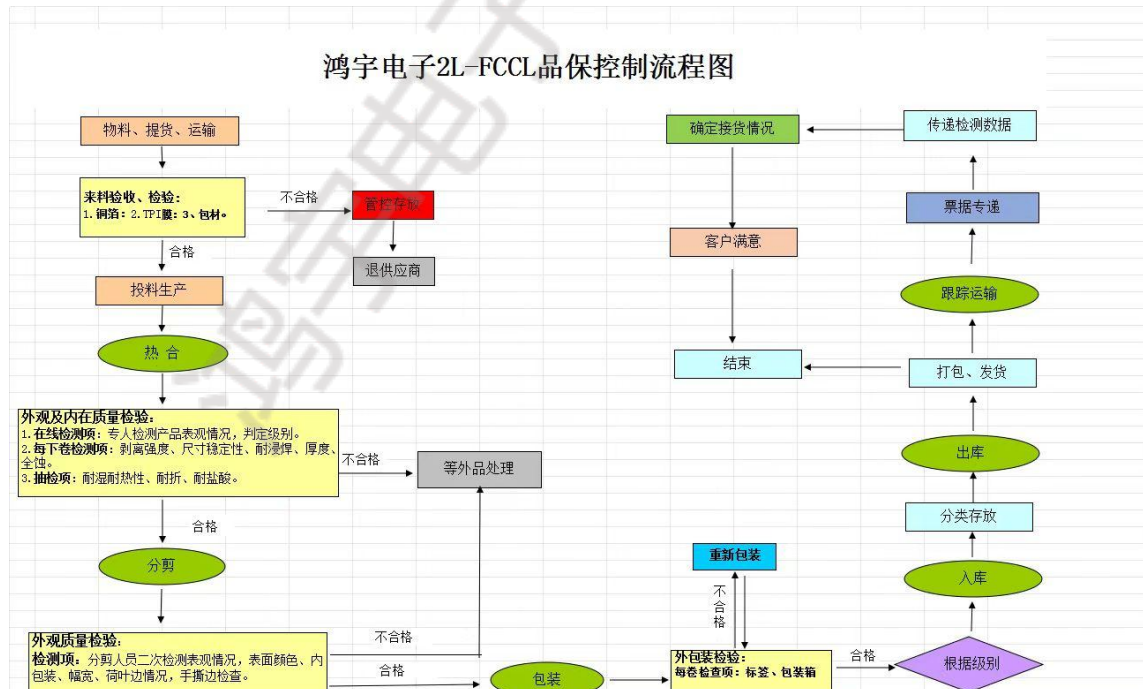 鸿宇电子2L-FCCL品保控制流程图
物料、提货、运输
来料验收、检验：
1.铜箔：2.TPI膜：3、包材。
不合格
管控存放
退供应商
合格
投料生产
热 合
外观及内在质量检验：
1.在线检测项：专人检测产品表观情况，判定级别。
2.每下卷检测项：剥离强度、尺寸稳定性、耐浸焊、厚度、
全蚀。
3.抽检项：耐湿耐热性、耐折、耐盐酸。
不合格
等外品处理
合格
分剪
外观质量检验：
检测项：分剪人员二次检测表观情况，表面颜色、内
包装、幅宽、荷叶边情况，手撕边检查。
不合格
合格
包装
重新包装
不
合
格
外包装检验：
每卷检查项：标签、包装箱
合格
根据级别
入库
分类存放
出库
打包、发货
跟踪运输
票据专递
传递检测数据
确定接货情况
客户满意
结束
鸿宇电子